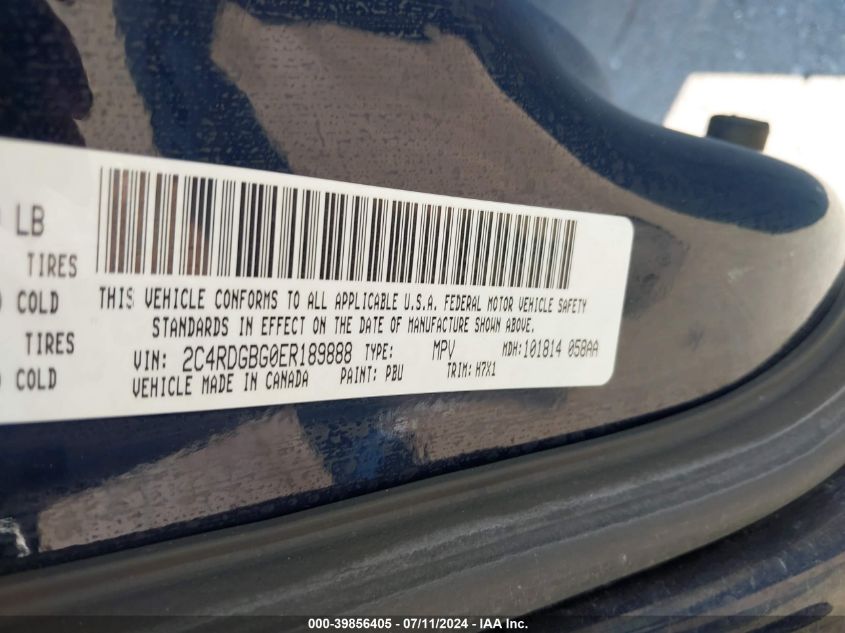 LB
TIRES
COLD
TIRES
COLD
THIS VEHICLE CONFORMS TO ALL APPLICABLE U.S.A. FEDERAL MOTOR VEHICLE SAFETY
STANDARDS IN EFFECT ON THE DATE OF MANUFACTURE SHOWN ABOVE.
VIN: 2C4RDGBG0ER189888 TYPE: MPV MDH:101814 058AA
VEHICLE MADE IN CANADA PAINT: PBU TRIM: H7X1
000-39856405 - 07/11/2024 - IAA Inc.